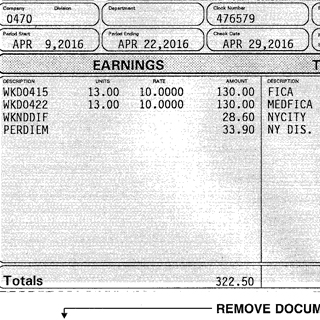 Company Division Department Clock Number
0470 476579
Period Start Period Ending Check Date
APR 9,2016 APR 22,2016 APR 29,2016
EARNINGS T
DESCRIPTION UNITS RATE AMOUNT DESCRIPTION
WKD0415 13.00 10.0000 130.00 FICA
WKD0422 13.00 10.0000 130.00 MEDFICA
WKNDDIF 28.60 NYCITY
PERDIEM 33.90 NY DIS.
Totals 322.50
REMOVE DOCUM